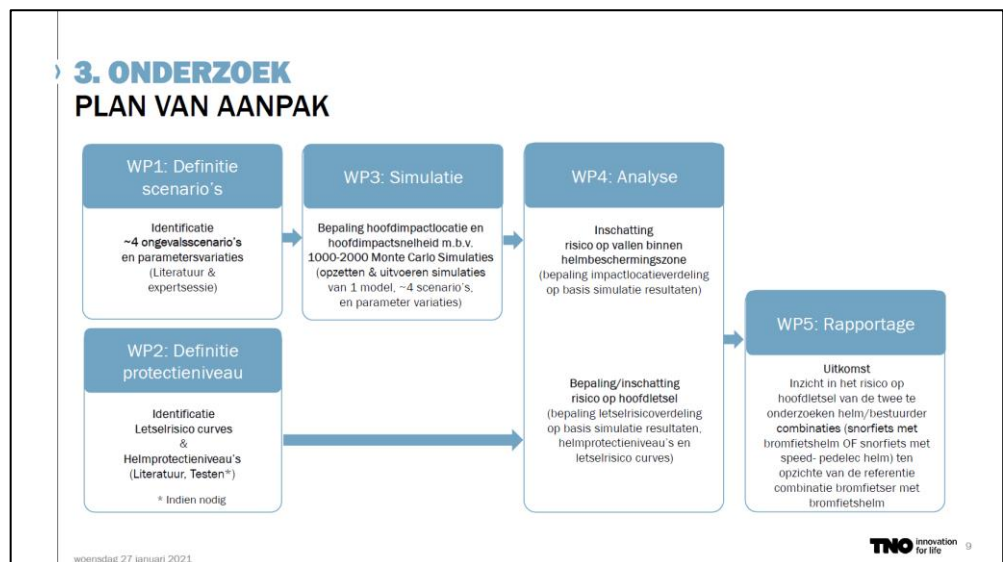 3. ONDERZOEK
PLAN VAN AANPAK
WP1: Definitie
scenario's
Identificatie
~4 ongevalsscenario's
en parametersvariaties
(Literatuur &
expertsessie)
WP3: Simulatie
Bepaling hoofdimpactlocatie en
hoofdimpactsnelheid m.b.v.
1000-2000 Monte Carlo Simulaties
(opzetten & uitvoeren simulaties
van 1 model, ~4 scenario's,
en parameter variaties)
WP4: Analyse
Inschatting
risico op vallen binnen
helmbeschermingszone
(bepaling impactlocatieverdeling
op basis simulatie resultaten)
Bepaling/inschatting
risico op hoofdletsel
(bepaling letselrisicoverdeling
op basis simulatie resultaten,
helmprotectieniveau's en
letselrisico curves)
WP2: Definitie
protectieniveau
Identificatie
Letselrisico curves
&
Helmprotectieniveau's
(Literatuur, Testen*)
* Indien nodig
WP5: Rapportage
Uitkomst
Inzicht in het risico op
hoofdletsel van de twee te
onderzoeken helm/bestuurder
combinaties (snorfiets met
bromfietshelm OF snorfiets met
speed- pedelec helm) ten
opzichte van de referentie
combinatie bromfietser met
bromfietshelm
woensdag 27 januari 2021
TNO innovation
for life
9